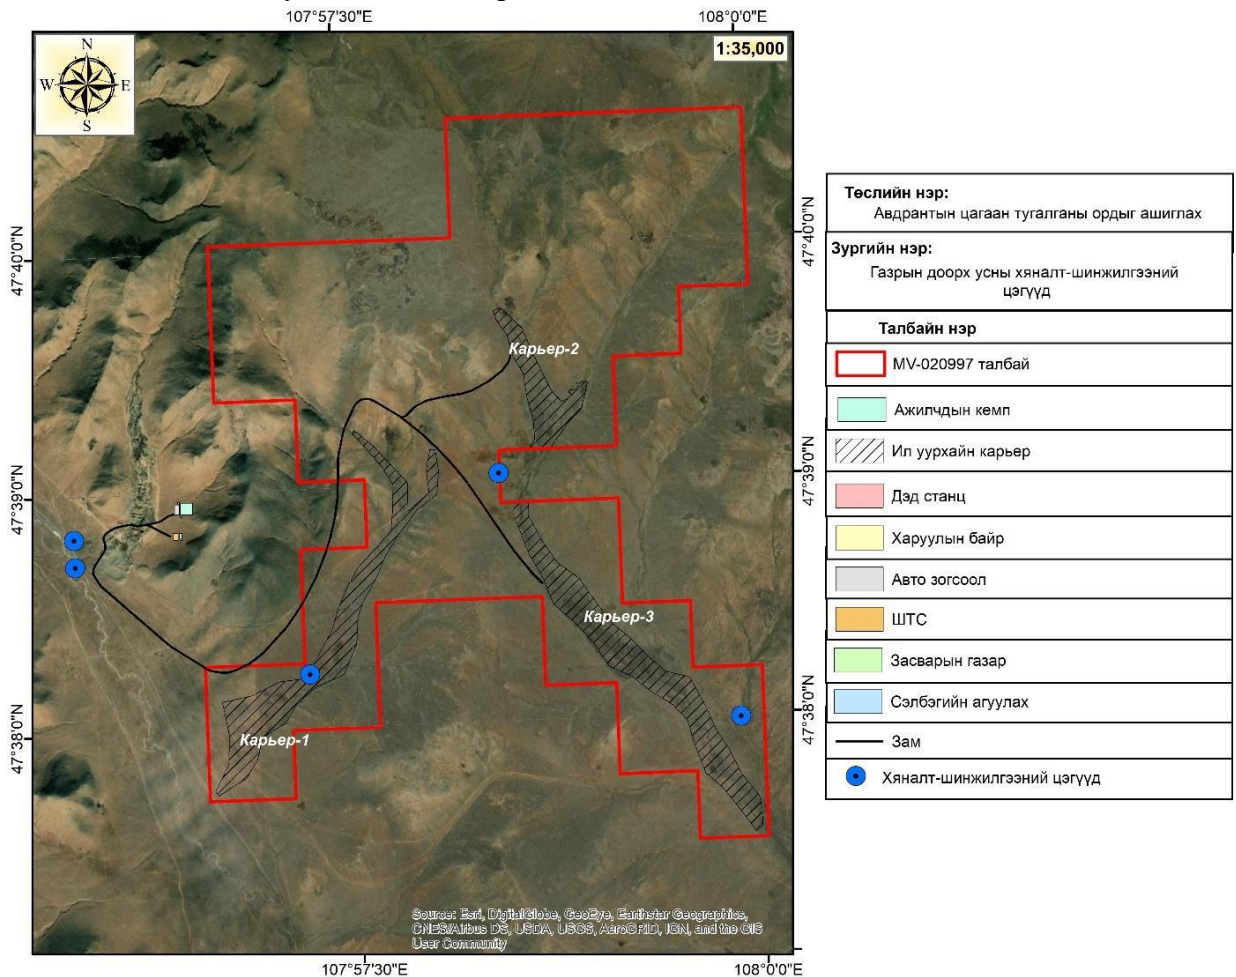 107°57'30"E
108°0'0"E
N
W
E
S
1:35,000
47°40'0"N
47°39'0"N
47°38'0"N
Карьер-2
Карьер-3
Карьер-1
47°40'0"N
47°39'0"N
47°38'0"N
Source: Esri, DigitalGlobe, GeoEye, Earthstar Geographics,
CNES/Airbus DS, USDA, USGS, AeroGRID, IGN, and the GIS
User Community
107°57'30"E
108°0'0"E
Төслийн нэр:
Авдрантын цагаан тугалганы ордыг ашиглах
Зургийн нэр:
Газрын доорх усны хяналт-шинжилгээний
цэгүүд
Талбайн нэр
MV-020997 талбай
Ажилчдын кемп
Ил уурхайн карьер
Дэд станц
Харуулын байр
Авто зогсоол
ШТС
Засварын газар
Сэлбэгийн агуулах
Зам
Хяналт-шинжилгээний цэгүүд